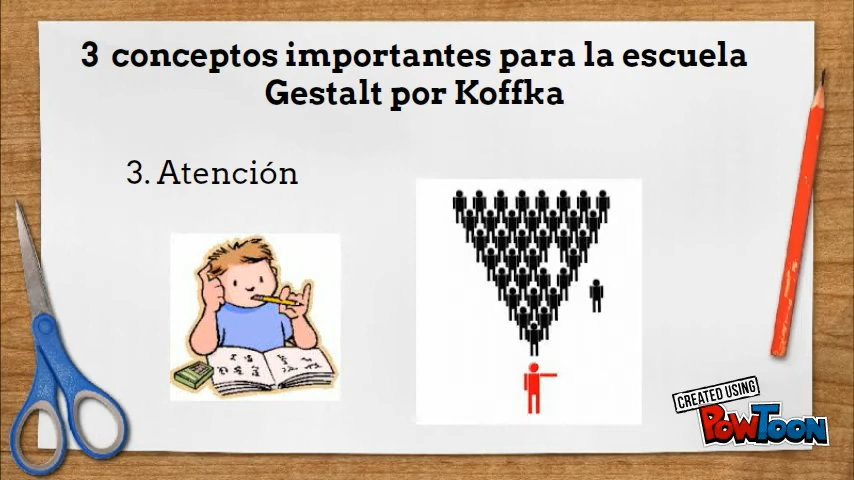 3 conceptos importantes para la escuela
Gestalt por Koffka
3. Atención
CREATED USING
POWTOON